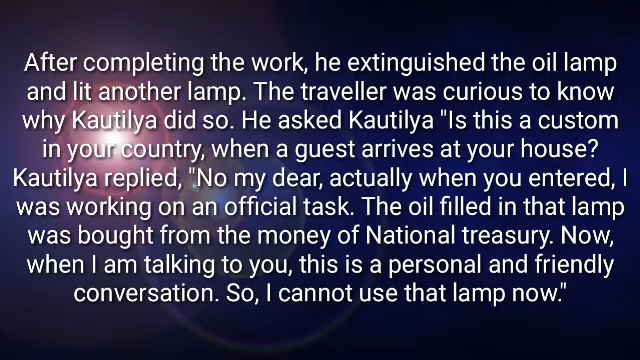 After completing the work, he extinguished the oil lamp
and lit another lamp. The traveller was curious to know
why Kautilya did so. He asked Kautilya "Is this a custom
in your country, when a guest arrives at your house?
Kautilya replied, "No my dear, actually when you entered, I
was working on an official task. The oil filled in that lamp
was bought from the money of National treasury. Now,
when I am talking to you, this is a personal and friendly
conversation. So, I cannot use that lamp now."